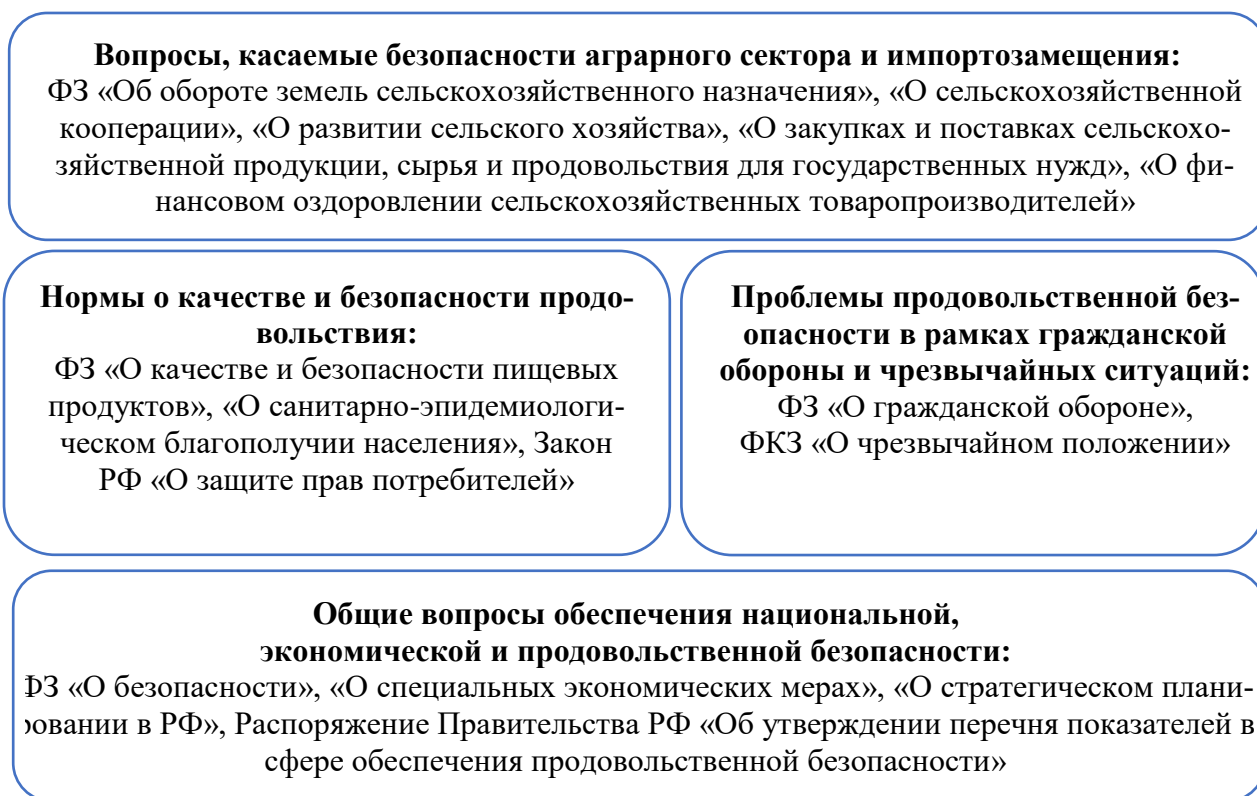 Вопросы, касаемые безопасности аграрного сектора и импортозамещения:
ФЗ «Об обороте земель сельскохозяйственного назначения», «О сельскохозяйственной
кооперации», «О развитии сельского хозяйства», «О закупках и поставках сельскохо-
зяйственной продукции, сырья и продовольствия для государственных нужд», «О фи-
нансовом оздоровлении сельскохозяйственных товаропроизводителей»
Нормы о качестве и безопасности продо-
вольствия:
ФЗ «О качестве и безопасности пищевых
продуктов», «О санитарно-эпидемиологи-
ческом благополучии населения», Закон
РФ «О защите прав потребителей»
Проблемы продовольственной без-
опасности в рамках гражданской
обороны и чрезвычайных ситуаций:
ФЗ «О гражданской обороне»,
ФКЗ «О чрезвычайном положении»
Общие вопросы обеспечения национальной,
экономической и продовольственной безопасности:
ФЗ «О безопасности», «О специальных экономических мерах», «О стратегическом плани-
ровании в РФ», Распоряжение Правительства РФ «Об утверждении перечня показателей в
сфере обеспечения продовольственной безопасности»